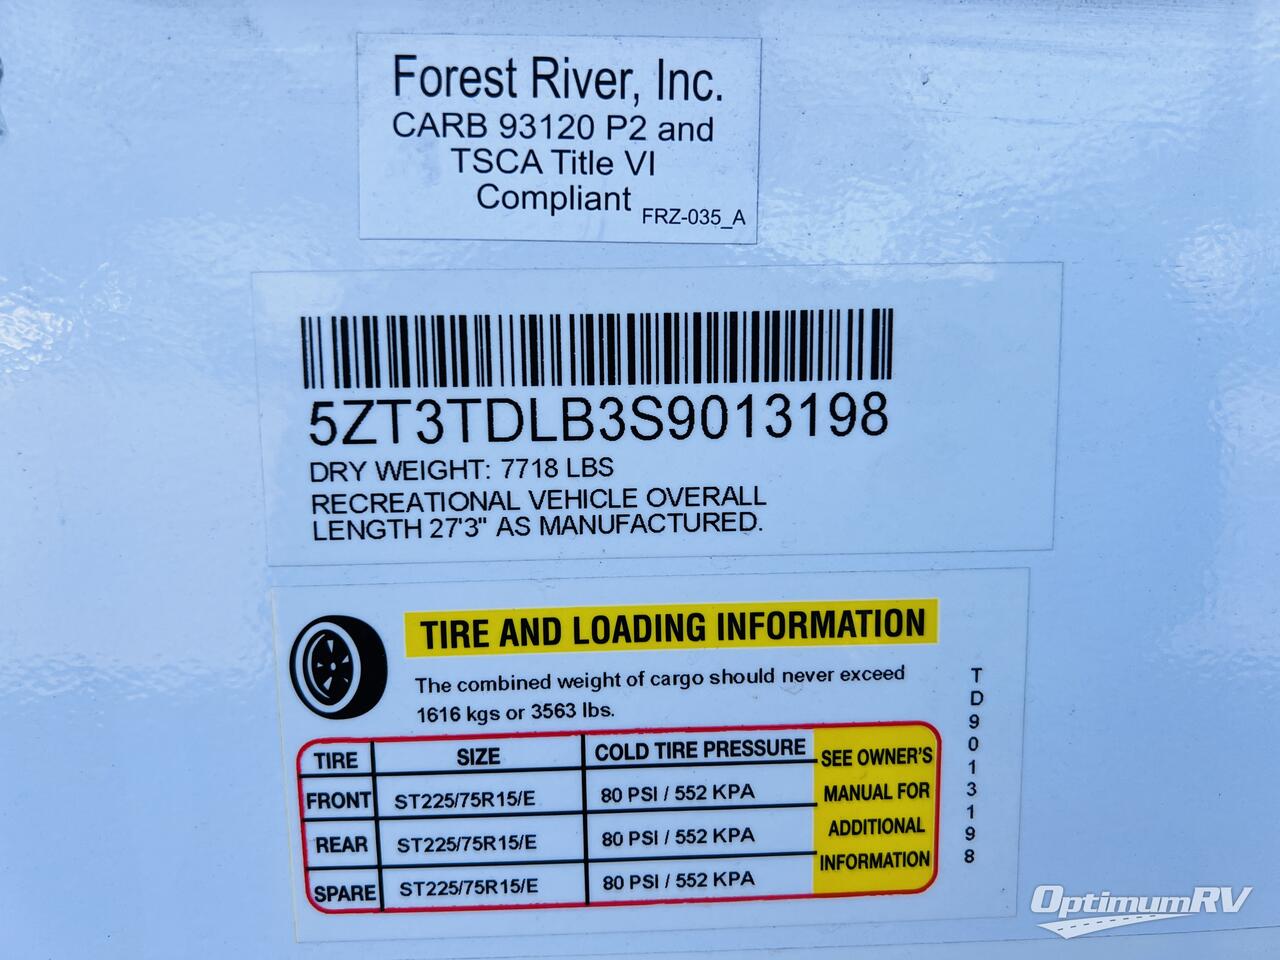 Forest River, Inc.
CARB 93120 P2 and
TSCA Title VI
Compliant FRZ-035_A
5ZT3TDLB3S9013198
DRY WEIGHT: 7718 LBS
RECREATIONAL VEHICLE OVERALL
LENGTH 27'3" AS MANUFACTURED.
TIRE AND LOADING INFORMATION
The combined weight of cargo should never exceed
1616 kgs or 3563 lbs.
TIRE SIZE COLD TIRE PRESSURE
FRONT ST225/75R15/E 80 PSI / 552 KPA
REAR ST225/75R15/E 80 PSI / 552 KPA
SPARE ST225/75R15/E 80 PSI / 552 KPA
SEE OWNER'S
MANUAL FOR
ADDITIONAL
INFORMATION
TD9013198
OptimumRV